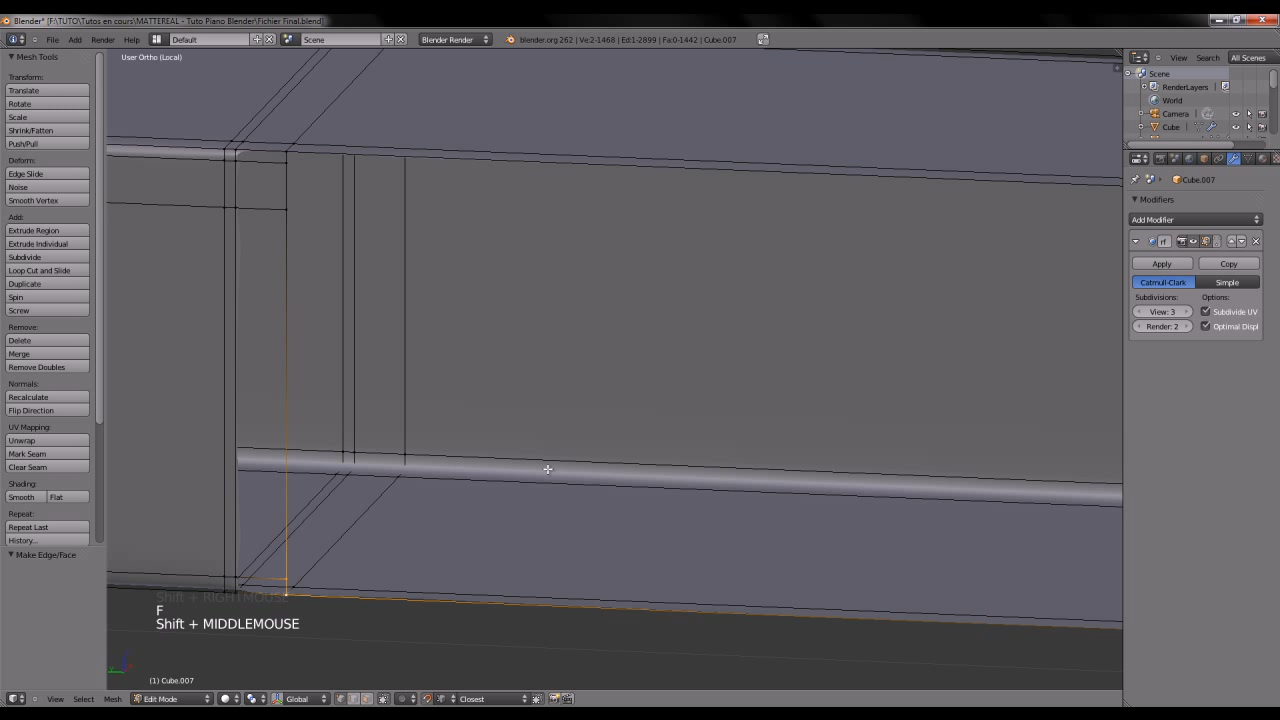 Blender* [F:\TUTO\Tutos en cours\MATTEREAL - Tuto Piano Blender\Fichier Final.blend]
File Add Render Help Default Scene Blender Render blender.org 262 | Ve:2-1468 | Ed:1-2899 | Fa:0-1442 | Cube.007
Mesh Tools
User Ortho (Local)
View Search All Scenes
Transform:
Translate
Rotate
Scale
Shrink/Fatten
Push/Pull
Deform:
Edge Slide
Noise
Smooth Vertex
Add:
Extrude Region
Extrude Individual
Subdivide
Loop Cut and Slide
Duplicate
Spin
Screw
Remove:
Delete
Merge
Remove Doubles
Normals:
Recalculate
Flip Direction
UV Mapping:
Unwrap
Mark Seam
Clear Seam
Shading:
Smooth Flat
Repeat:
Repeat Last
History...
Make Edge/Face
Scene
RenderLayers
World
Camera
Cube
Cube.007
Modifiers
Add Modifier
rf
Apply Copy
Catmull-Clark Simple
Subdivisions: Options:
View: 3 Subdivide UV
Render: 2 Optimal Displ
Shift + RIGHTMOUSE
F
Shift + MIDDLEMOUSE
(1) Cube.007
View Select Mesh Edit Mode Global Closest